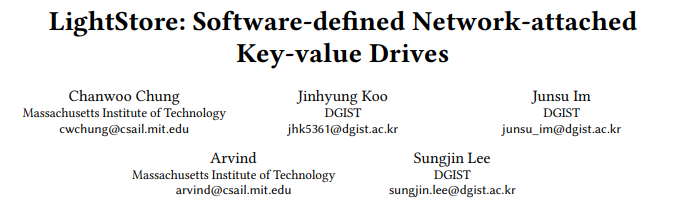 LightStore: Software-defined Network-attached
Key-value Drives
Chanwoo Chung
Massachusetts Institute of Technology
cwchung@csail.mit.edu
Jinhyung Koo
DGIST
jhk5361@dgist.ac.kr
Junsu Im
DGIST
junsu_im@dgist.ac.kr
Arvind
Massachusetts Institute of Technology
arvind@csail.mit.edu
Sungjin Lee
DGIST
sungjin.lee@dgist.ac.kr